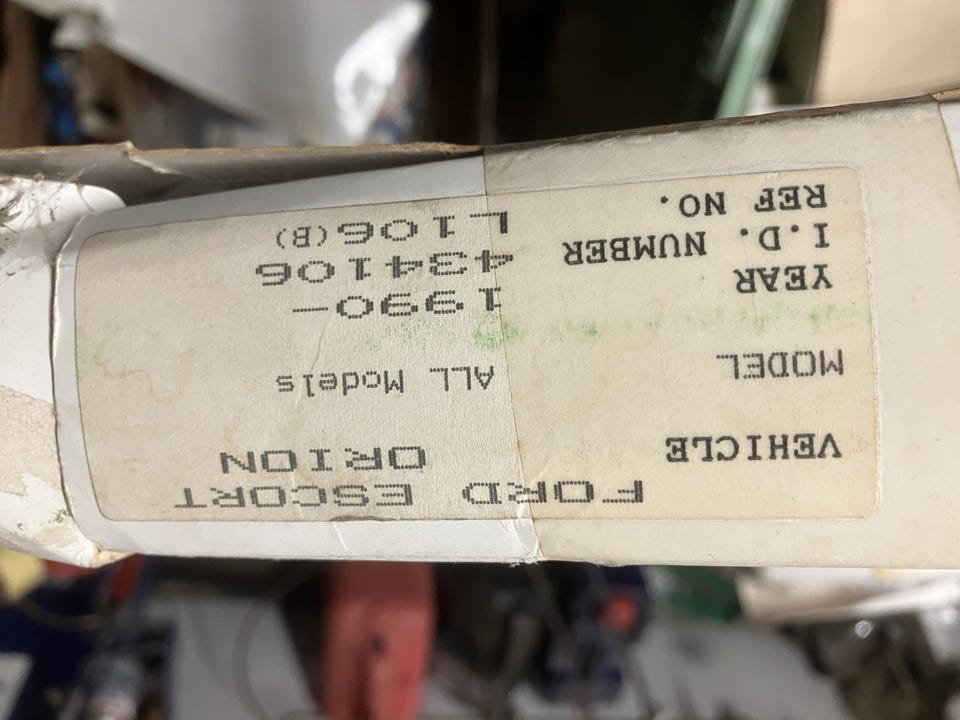 FORD ESCORT
VEHICLE ORION
MODEL ALL Models
YEAR 1990-
I.D. NUMBER 434106
REF NO. L106(B)